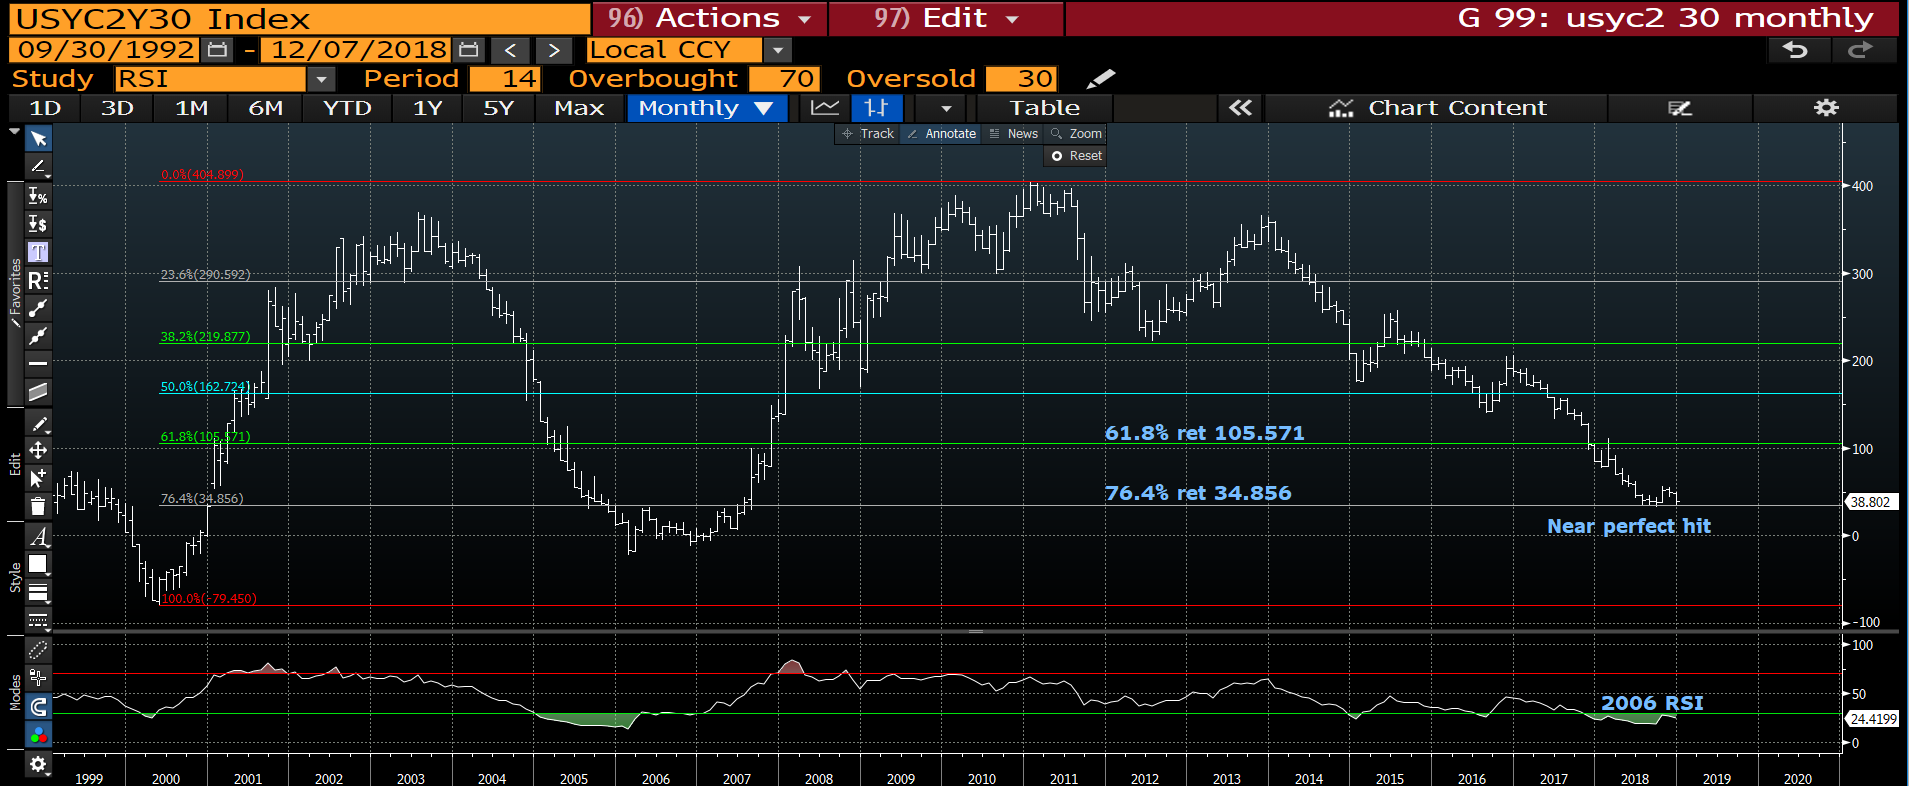 USYC2Y30 Index 96) Actions 97) Edit G 99: usyc2 30 monthly
09/30/1992 - 12/07/2018 < > Local CCY
Study RSI Period 14 Overbought 70 Oversold 30
1D 3D 1M 6M YTD 1Y 5Y Max Monthly Table Chart Content
Track Annotate News Zoom
Reset
Favorites
Edit
Style
Modes
%
$
T
R
A
0.0%(404.899)
400
23.6%(290.592)
300
38.2%(219.877)
200
50.0%(162.724)
61.8%(105.571)
61.8% ret 105.571
100
76.4%(34.856)
76.4% ret 34.856
38.802
Near perfect hit
0
100.0%(-79.450)
-100
100
50
2006 RSI
24.4199
0
1999 2000 2001 2002 2003 2004 2005 2006 2007 2008 2009 2010 2011 2012 2013 2014 2015 2016 2017 2018 2019 2020